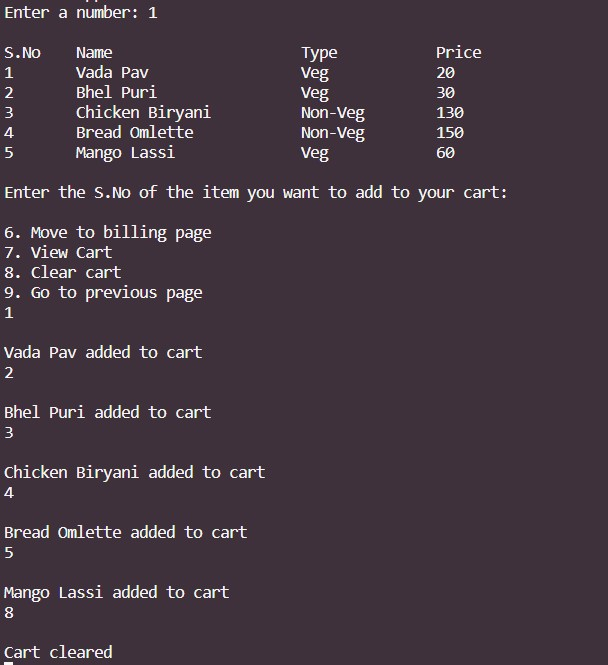 Enter a number: 1
S.No Name Type Price
1 Vada Pav Veg 20
2 Bhel Puri Veg 30
3 Chicken Biryani Non-Veg 130
4 Bread Omlette Non-Veg 150
5 Mango Lassi Veg 60
Enter the S.No of the item you want to add to your cart:
6. Move to billing page
7. View Cart
8. Clear cart
9. Go to previous page
1
Vada Pav added to cart
2
Bhel Puri added to cart
3
Chicken Biryani added to cart
4
Bread Omlette added to cart
5
Mango Lassi added to cart
8
Cart cleared